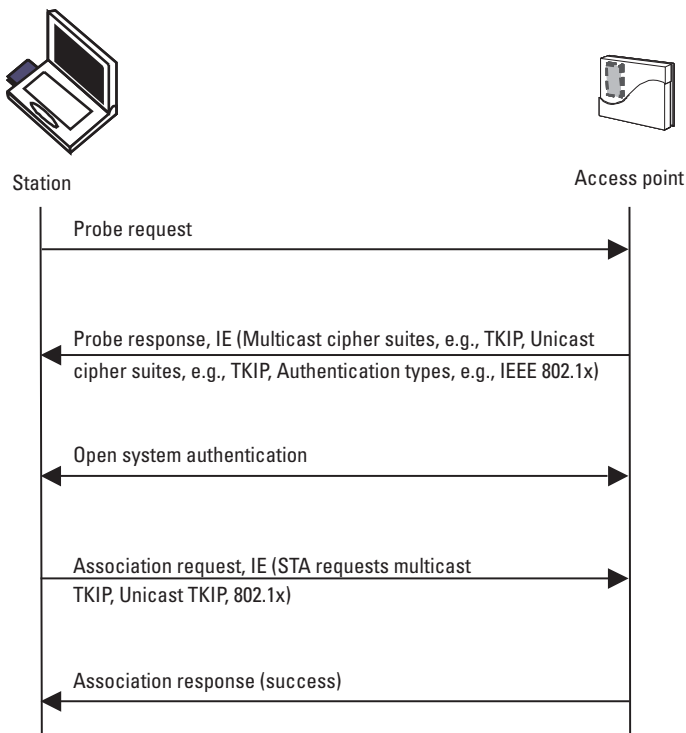 Station
Access point
Probe request
Probe response, IE (Multicast cipher suites, e.g., TKIP, Unicast
cipher suites, e.g., TKIP, Authentication types, e.g., IEEE 802.1x)
Open system authentication
Association request, IE (STA requests multicast
TKIP, Unicast TKIP, 802.1x)
Association response (success)